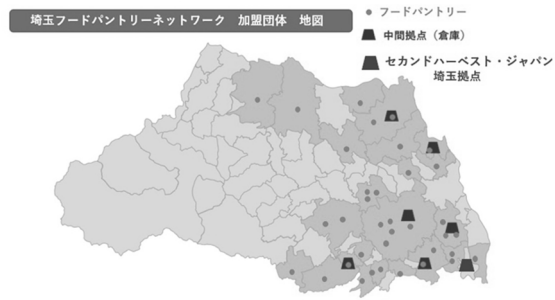 埼玉フードパントリーネットワーク　加盟団体　地図
フードパントリー
中間拠点（倉庫）
セカンドハーベスト・ジャパン
埼玉拠点